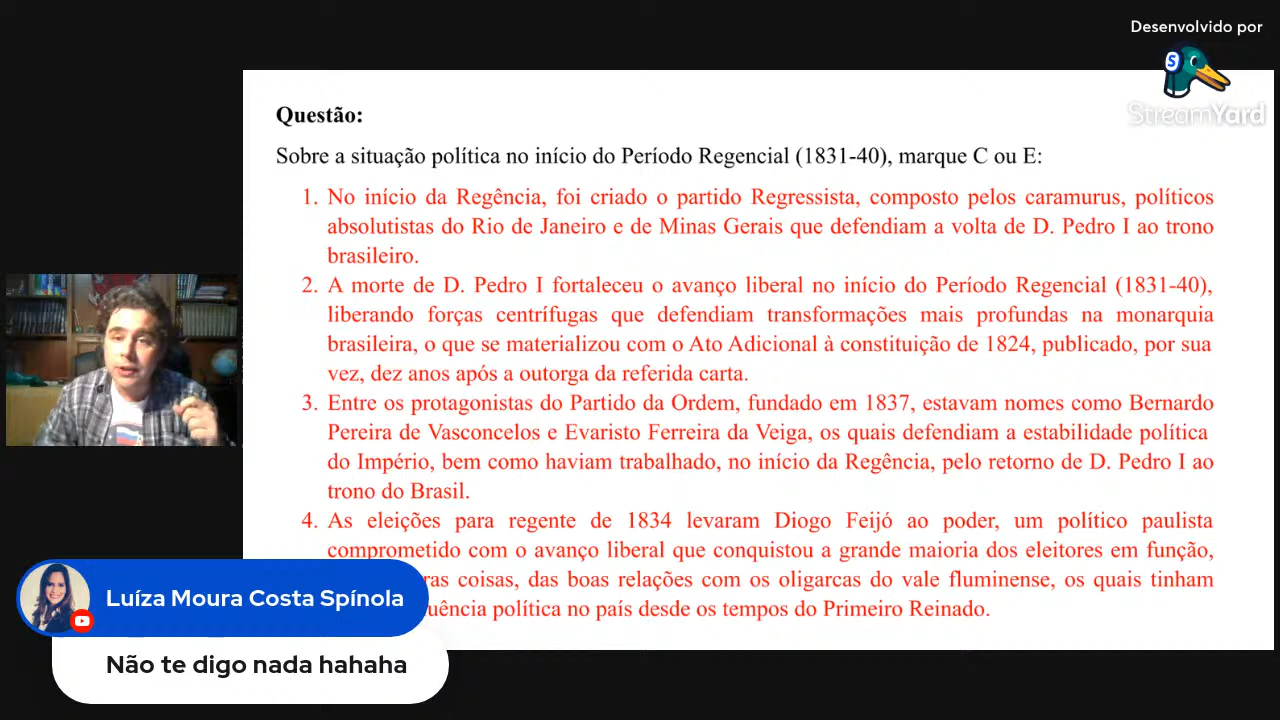 Desenvolvido por
StreamYard
Questão:
Sobre a situação política no início do Período Regencial (1831-40), marque C ou E:
1. No início da Regência, foi criado o partido Regressista, composto pelos caramurus, políticos
absolutistas do Rio de Janeiro e de Minas Gerais que defendiam a volta de D. Pedro I ao trono
brasileiro.
2. A morte de D. Pedro I fortaleceu o avanço liberal no início do Período Regencial (1831-40),
liberando forças centrífugas que defendiam transformações mais profundas na monarquia
brasileira, o que se materializou com o Ato Adicional à constituição de 1824, publicado, por sua
vez, dez anos após a outorga da referida carta.
3. Entre os protagonistas do Partido da Ordem, fundado em 1837, estavam nomes como Bernardo
Pereira de Vasconcelos e Evaristo Ferreira da Veiga, os quais defendiam a estabilidade política
do Império, bem como haviam trabalhado, no início da Regência, pelo retorno de D. Pedro I ao
trono do Brasil.
4. As eleições para regente de 1834 levaram Diogo Feijó ao poder, um político paulista
comprometido com o avanço liberal que conquistou a grande maioria dos eleitores em função,
coisas, das boas relações com os oligarcas do vale fluminense, os quais tinham
política no país desde os tempos do Primeiro Reinado.
Luíza Moura Costa Spínola
Não te digo nada hahaha